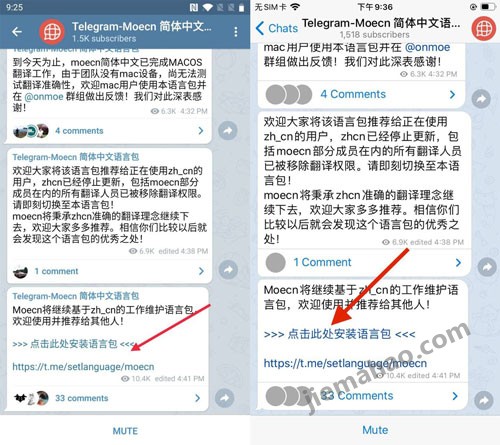 9:25
Telegram-Moecn 简体中文...
1.5K subscribers
到今天为止，moecn简体中文已完成MACOS
翻译工作，由于团队没有mac设备，尚无法测
试翻译准确性，欢迎mac用户使用本语言包并
在 @onmoe 群组做出反馈！我们对此深表感
谢！
6.3K 4:32 PM
4 comments
Telegram-Moecn 简体中文语言包
欢迎大家将该语言包推荐给正在使用zh_cn的
用户，zhcn已经停止更新，包括moecn部分
成员在内的所有翻译人员已被移除翻译权限。
请即刻切换至本语言包！
moecn将秉承zhcn准确的翻译理念继续
下去，欢迎大家多多推荐。相信你们比较以后就会
发现这个语言包的优秀之处！
6.9K edited 4:38 PM
1 comment
Telegram-Moecn 简体中文语言包
Moecn将继续基于zh_cn的工作维护语言包，
欢迎使用并推荐给其他人！
>>> 点击此处安装语言包 <<<
https://t.me/setlanguage/moecn
10.4K edited 4:41 PM
33 comments
MUTE
无SIM卡
下午9:36
Chats
Telegram-Moecn 简体中文语...
1,518 subscribers
mac用户使用本语言包并在 @onmoe
群组做出反馈！我们对此深表感谢！
6.3K 4:32 PM
4 Comments
欢迎大家将该语言包推荐给正在使用
zh_cn的用户，zhcn已经停止更新，包
括moecn部分成员在内的所有翻译人员
已被移除翻译权限。请即刻切换至本语
言包！
moecn将秉承zhcn准确的翻译理念继续
下去，欢迎大家多多推荐。相信你们比
较以后就会发现这个语言包的优秀之
处！
6.9K edited 4:38 PM
1 Comment
Moecn将继续基于zh_cn的工作维护语
言包，欢迎使用并推荐给其他人！
>>> 点击此处安装语言包 <<<
https://t.me/setlanguage/moecn
10.4K edited 4:41 PM
33 Comments
Mute
jiamahao.com